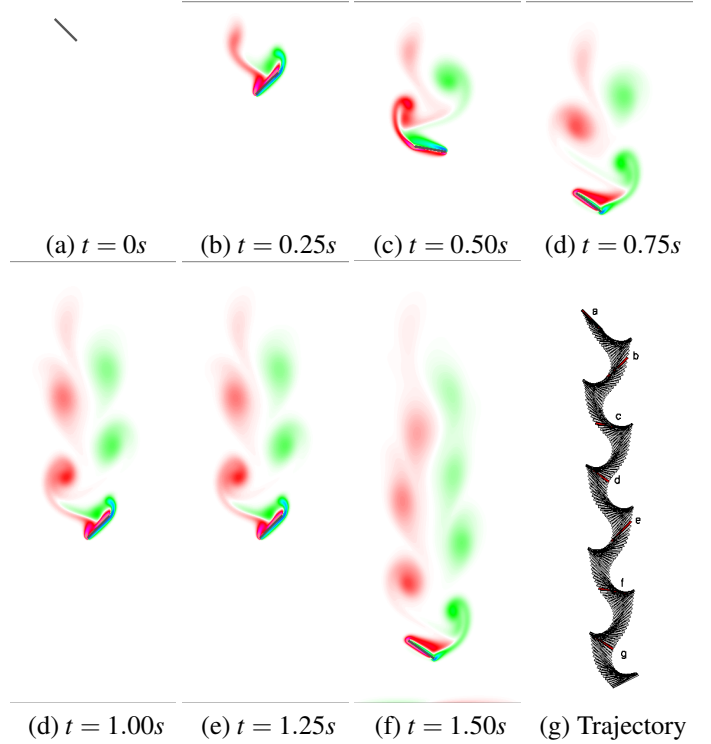 (a) t = 0s
(b) t = 0.25s
(c) t = 0.50s
(d) t = 0.75s
a
b
c
d
e
f
g
(d) t = 1.00s
(e) t = 1.25s
(f) t = 1.50s
(g) Trajectory